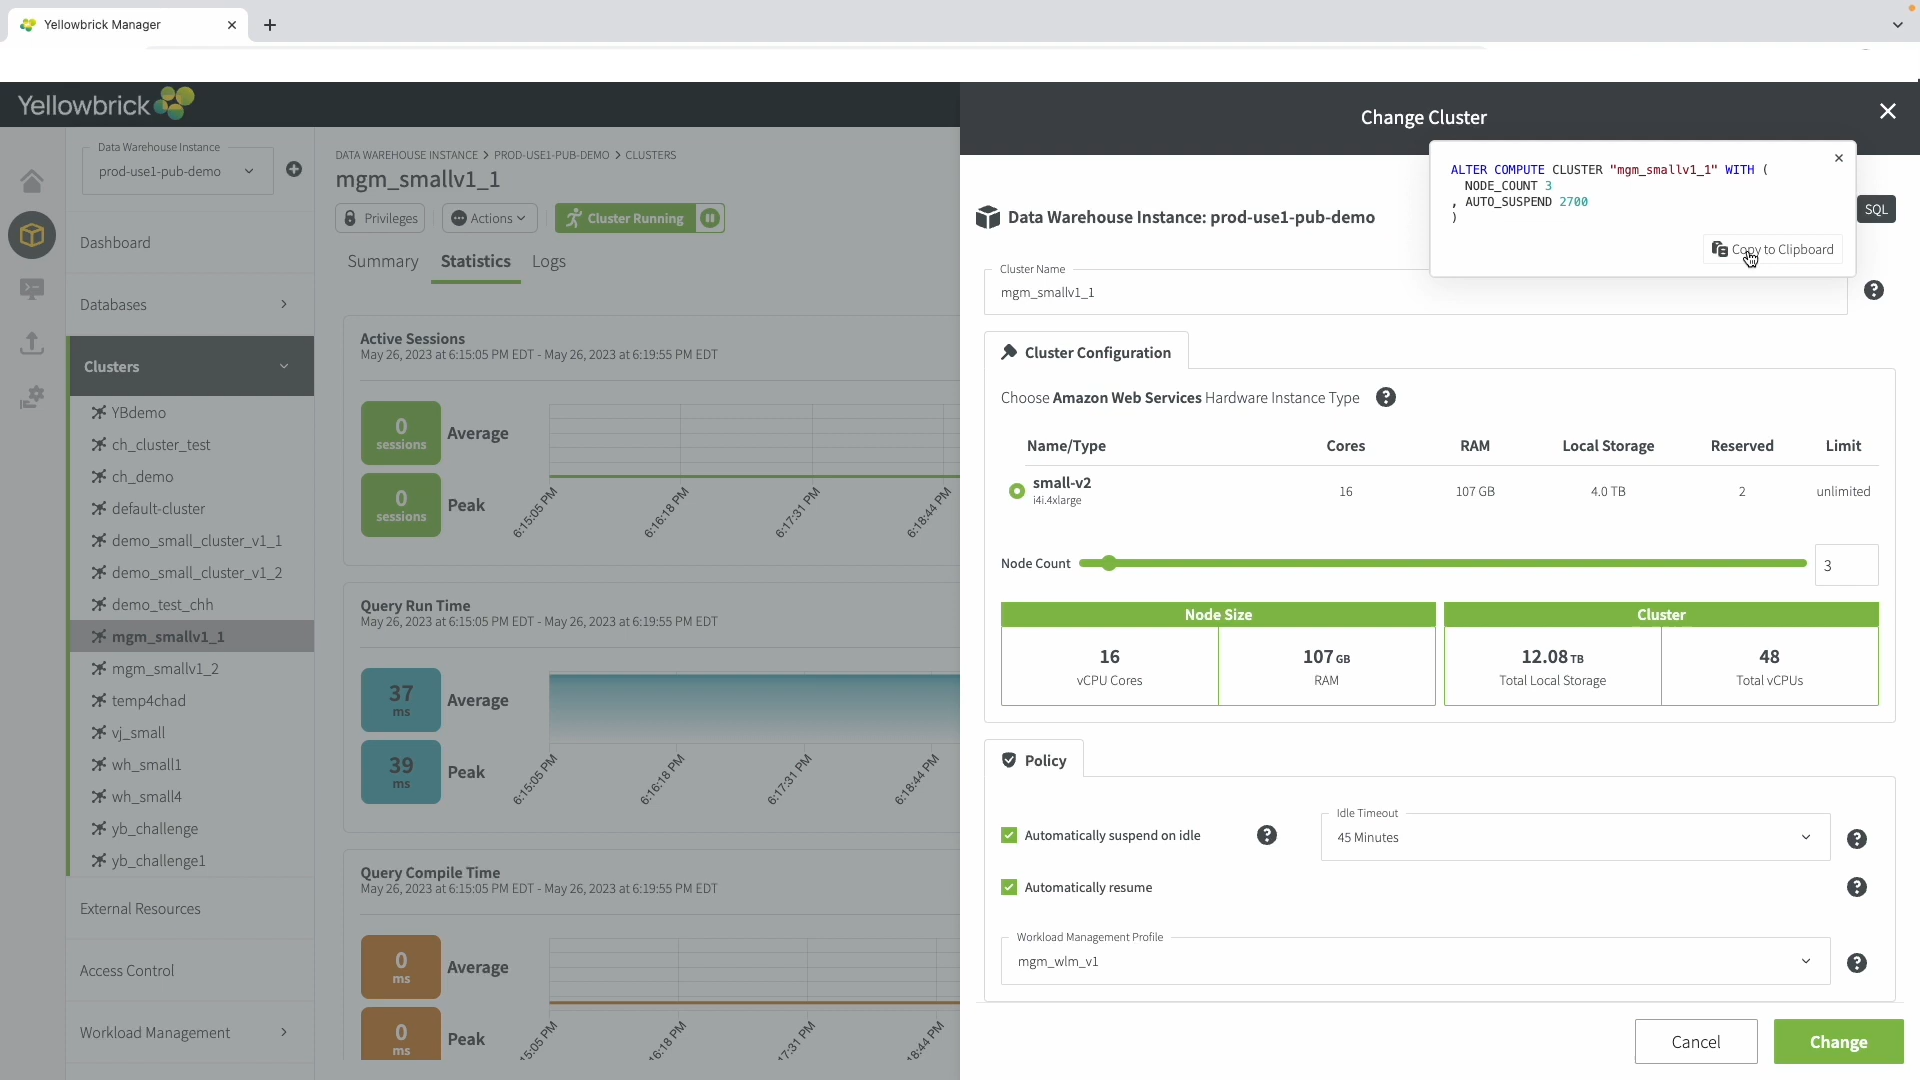 Yellowbrick Manager
Yellowbrick
Data Warehouse Instance
prod-use1-pub-demo
Dashboard
Databases
Clusters
YBdemo
ch_cluster_test
ch_demo
default-cluster
demo_small_cluster_v1_1
demo_small_cluster_v1_2
demo_test_chh
mgm_smallv1_1
mgm_smallv1_2
temp4chad
vj_small
wh_small1
wh_small4
yb_challenge
yb_challenge1
External Resources
Access Control
Workload Management
DATA WAREHOUSE INSTANCE > PROD-USE1-PUB-DEMO > CLUSTERS
mgm_smallv1_1
Privileges
Actions
Cluster Running
Summary Statistics Logs
Active Sessions
May 26, 2023 at 6:15:05 PM EDT - May 26, 2023 at 6:19:55 PM EDT
0
sessions
Average
0
sessions
Peak
6:15:05 PM 6:16:18 PM 6:17:31 PM 6:18:44 PM
Query Run Time
May 26, 2023 at 6:15:05 PM EDT - May 26, 2023 at 6:19:55 PM EDT
37
ms
Average
39
ms
Peak
6:15:05 PM 6:16:18 PM 6:17:31 PM 6:18:44 PM
Query Compile Time
May 26, 2023 at 6:15:05 PM EDT - May 26, 2023 at 6:19:55 PM EDT
0
ms
Average
0
ms
Peak
:15:05 PM 6:16:18 PM :17:31 PM :18:44 PM
Change Cluster
ALTER COMPUTE CLUSTER "mgm_smallv1_1" WITH (
NODE_COUNT 3
, AUTO_SUSPEND 2700
)
Copy to Clipboard
SQL
Data Warehouse Instance: prod-use1-pub-demo
Cluster Name
mgm_smallv1_1
Cluster Configuration
Choose Amazon Web Services Hardware Instance Type
Name/Type Cores RAM Local Storage Reserved Limit
small-v2
i4i.4xlarge
16 107 GB 4.0 TB 2 unlimited
Node Count
3
Node Size
Cluster
16
vCPU Cores
107 GB
RAM
12.08 TB
Total Local Storage
48
Total vCPUs
Policy
Automatically suspend on idle
Idle Timeout
45 Minutes
Automatically resume
Workload Management Profile
mgm_wlm_v1
Cancel
Change